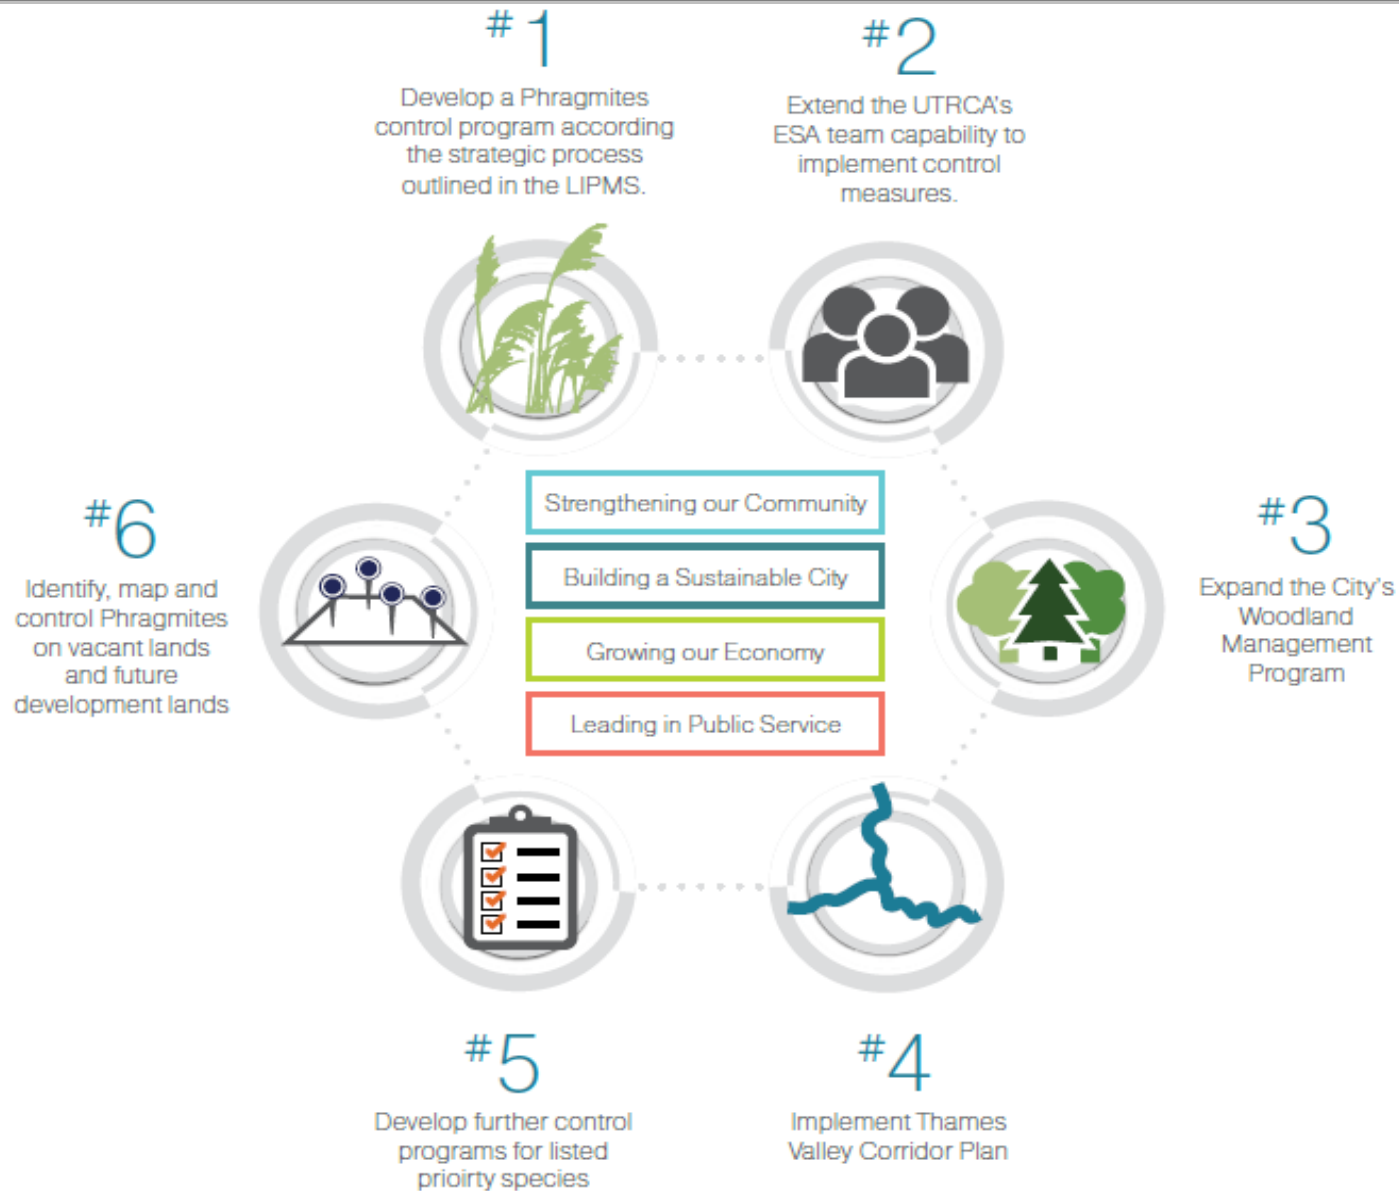 #1
Develop a Phragmites
control program according
the strategic process
outlined in the LIPMS.
#2
Extend the UTRCA's
ESA team capability to
implement control
measures.
#3
Expand the City's
Woodland
Management
Program
#4
Implement Thames
Valley Corridor Plan
#5
Develop further control
programs for listed
prioirty species
#6
Identify, map and
control Phragmites
on vacant lands
and future
development lands
Strengthening our Community
Building a Sustainable City
Growing our Economy
Leading in Public Service